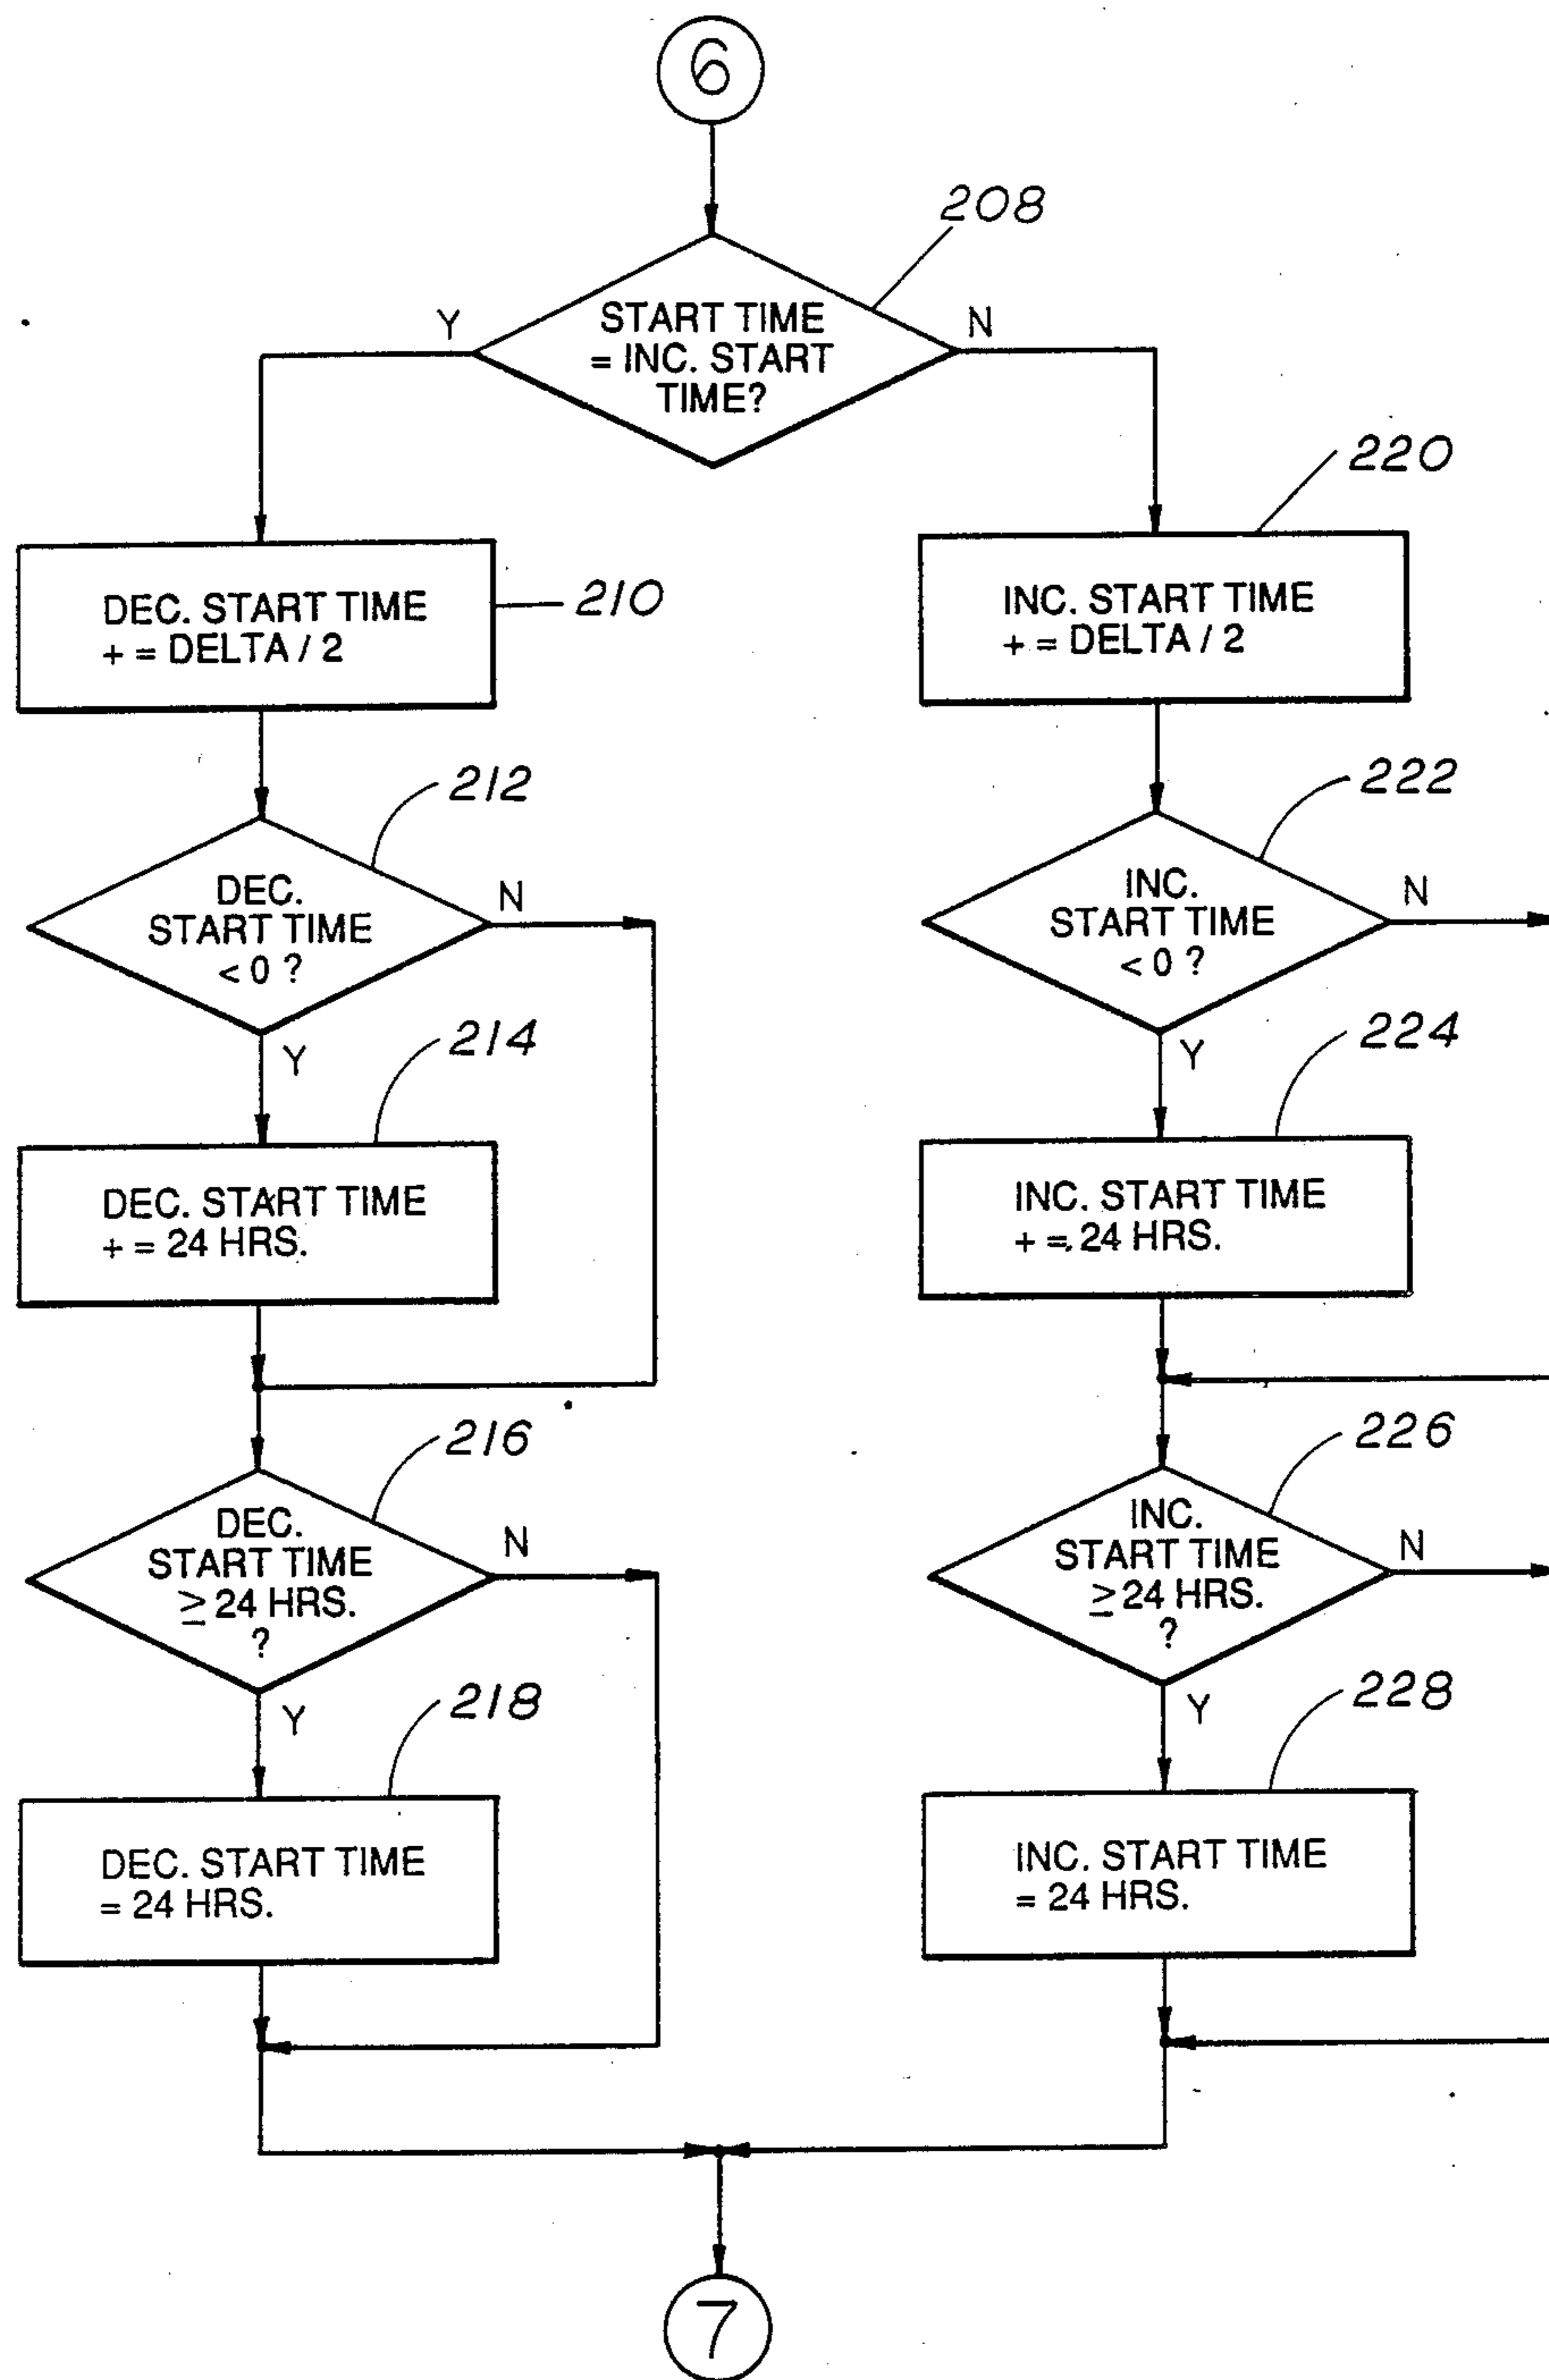 6
208
Y
START TIME
= INC. START
TIME?
N
DEC. START TIME
+ = DELTA / 2
210
220
INC. START TIME
+ = DELTA / 2
212
DEC.
START TIME
< 0 ?
N
Y
222
INC.
START TIME
< 0 ?
N
Y
214
DEC. START TIME
+ = 24 HRS.
224
INC. START TIME
+ = 24 HRS.
216
DEC.
START TIME
≥ 24 HRS.
?
N
Y
226
INC.
START TIME
≥ 24 HRS.
?
N
Y
218
DEC. START TIME
= 24 HRS.
228
INC. START TIME
= 24 HRS.
7